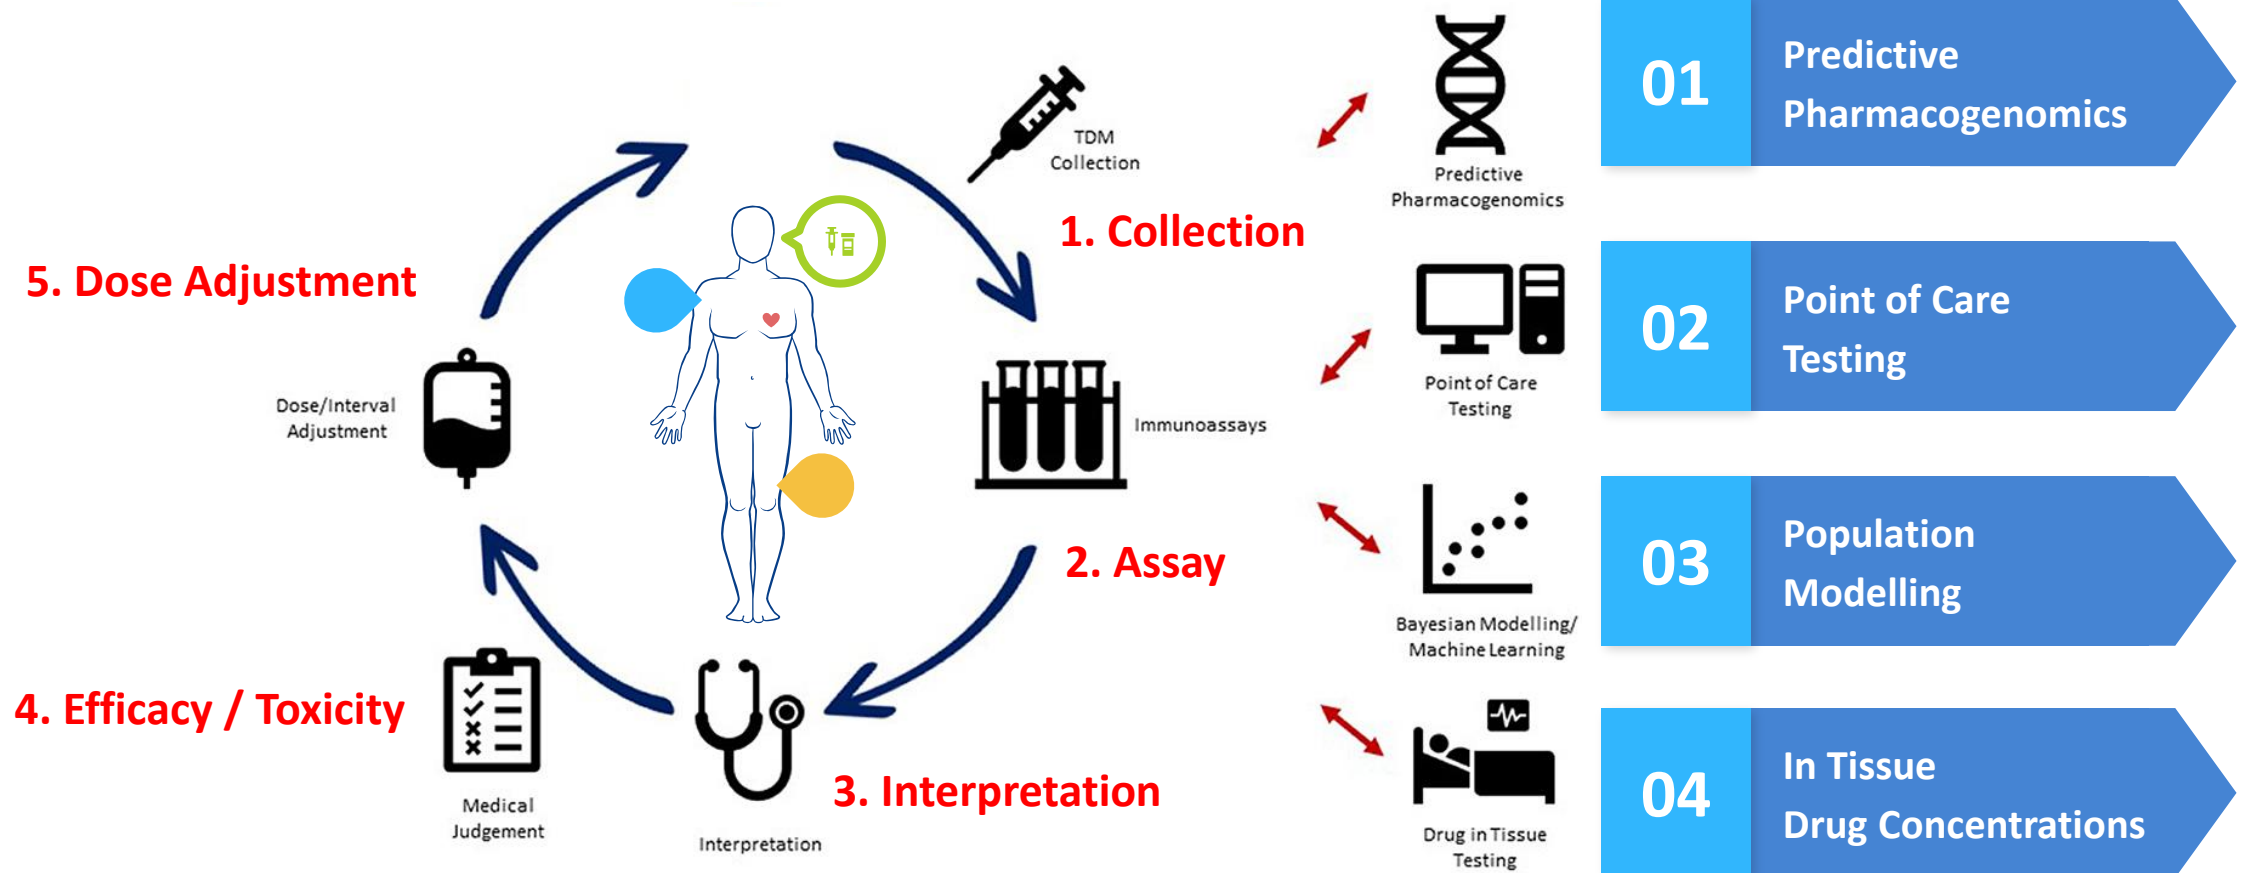 TDM
Collection
1. Collection
Immunoassays
2. Assay
3. Interpretation
Interpretation
4. Efficacy / Toxicity
Medical
Judgement
5. Dose Adjustment
Dose/Interval
Adjustment
Predictive
Pharmacogenomics
01
Predictive
Pharmacogenomics
Point of Care
Testing
02
Point of Care
Testing
Bayesian Modelling/
Machine Learning
03
Population
Modelling
Drug in Tissue
Testing
04
In Tissue
Drug Concentrations